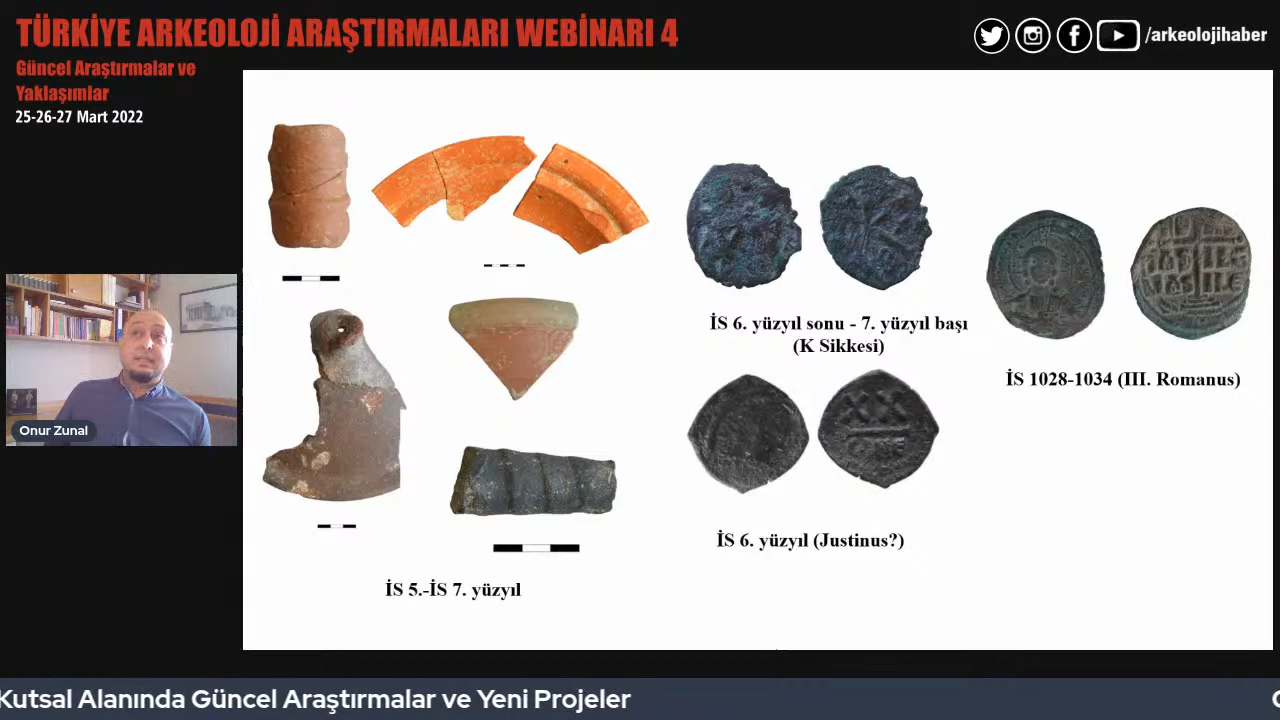 TÜRKİYE ARKEOLOJİ ARAŞTIRMALARI WEBİNARI 4
Güncel Araştırmalar ve
Yaklaşımlar
25-26-27 Mart 2022
/arkeolojihaber
İS 6. yüzyıl sonu - 7. yüzyıl başı
(K Sikkesi)
İS 1028-1034 (III. Romanus)
Onur Zunal
İS 6. yüzyıl (Justinus?)
İS 5.-İS 7. yüzyıl
Kutsal Alanında Güncel Araştırmalar ve Yeni Projeler